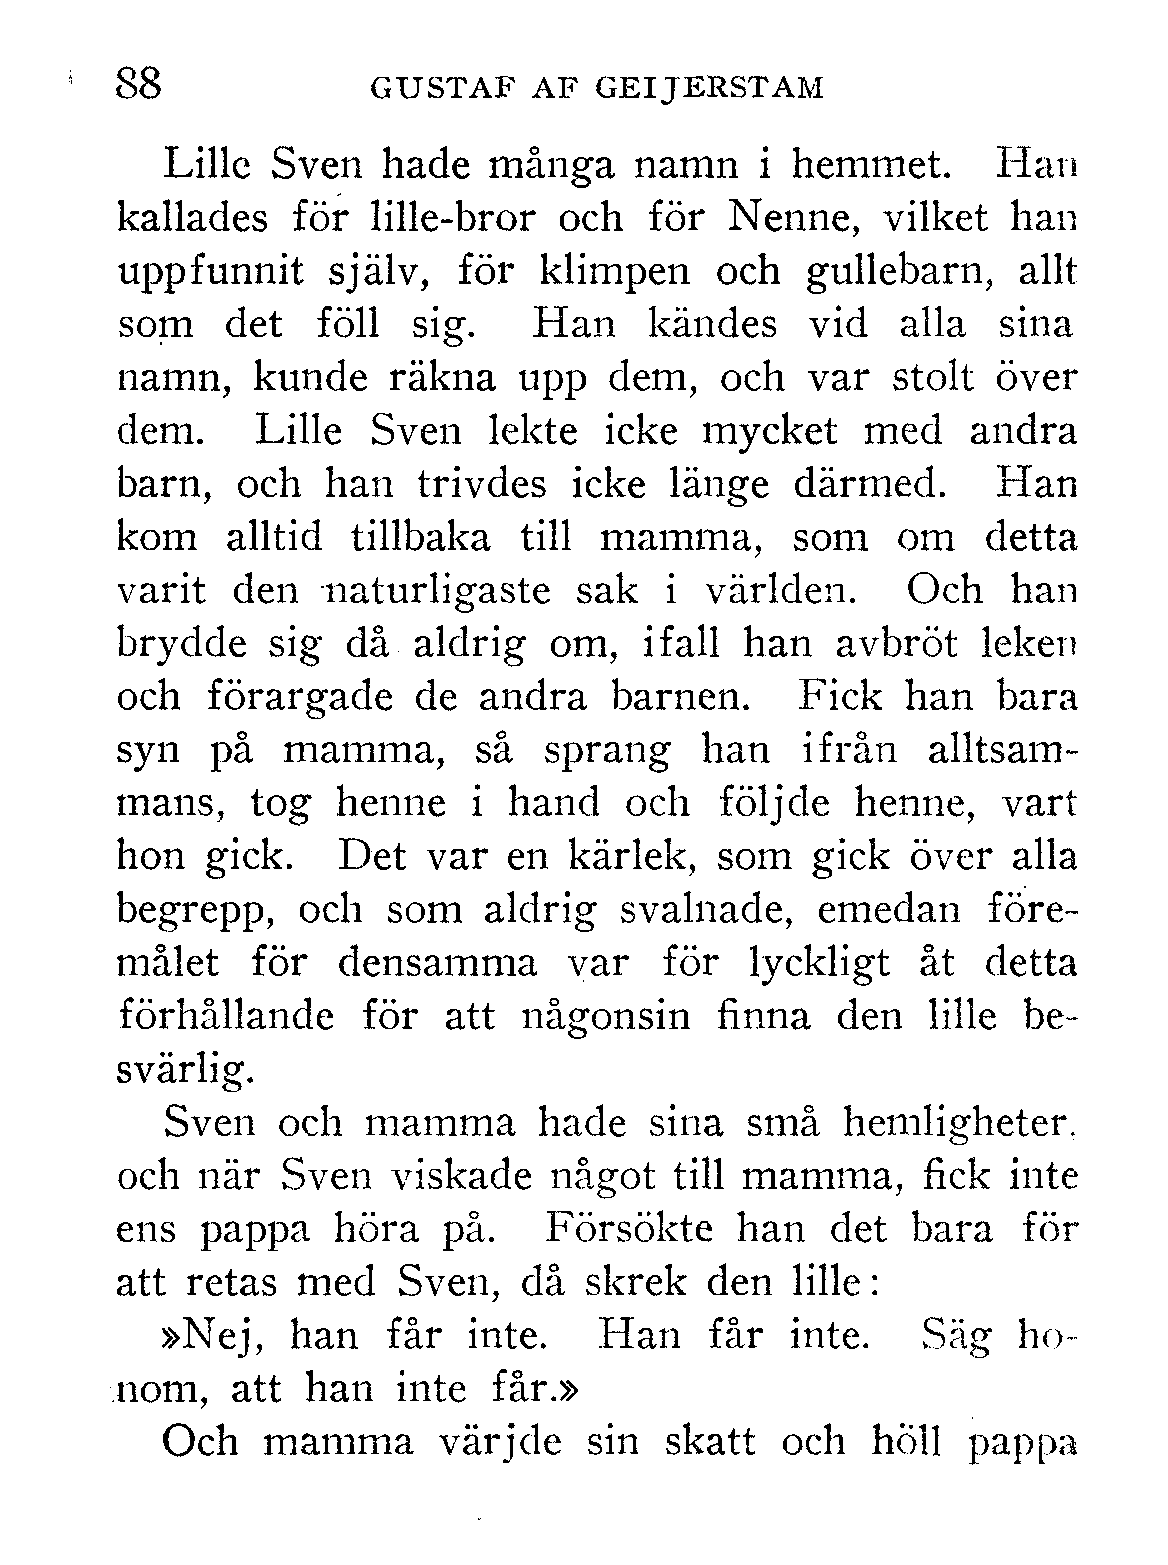 88 GUSTAF AF GEIJERSTAM
Lille Sven hade många namn i hemmet. Han
kallades för lille-bror och för Nenne, vilket han
uppfunnit själv, för klimpen och gullebarn, allt
som det föll sig. Han kändes vid alla sina
namn, kunde räkna upp dem, och var stolt över
dem. Lille Sven lekte icke mycket med andra
barn, och han trivdes icke länge därmed. Han
kom alltid tillbaka till mamma, som om detta
varit den naturligaste sak i världen. Och han
brydde sig då aldrig om, ifall han avbröt leken
och förargade de andra barnen. Fick han bara
syn på mamma, så sprang han ifrån alltsam-
mans, tog henne i hand och följde henne, vart
hon gick. Det var en kärlek, som gick över alla
begrepp, och som aldrig svalnade, emedan före-
målet för densamma var för lyckligt åt detta
förhållande för att någonsin finna den lille be-
svärlig.
Sven och mamma hade sina små hemligheter.
och när Sven viskade något till mamma, fick inte
ens pappa höra på. Försökte han det bara för
att retas med Sven, då skrek den lille:
»Nej, han får inte. Han får inte. Säg ho-
nom, att han inte får.»
Och mamma värjde sin skatt och höll pappa